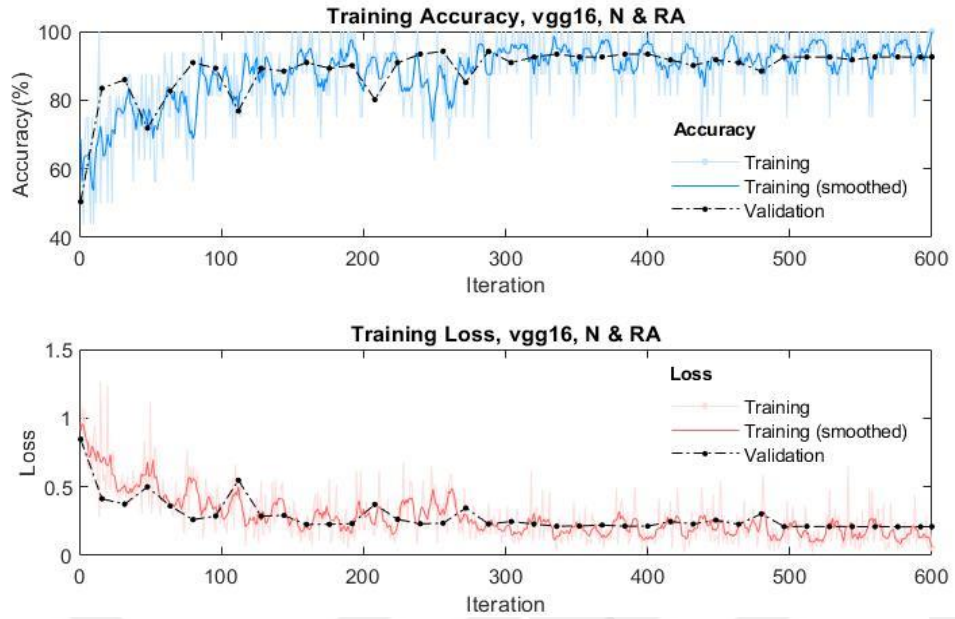 Training Accuracy, vgg16, N & RA
100
80
60
40
Accuracy(%)
Accuracy
Training
Training (smoothed)
Validation
0 100 200 300 400 500 600
Iteration
Training Loss, vgg16, N & RA
1.5
1
0.5
0
Loss
Loss
Training
Training (smoothed)
Validation
0 100 200 300 400 500 600
Iteration